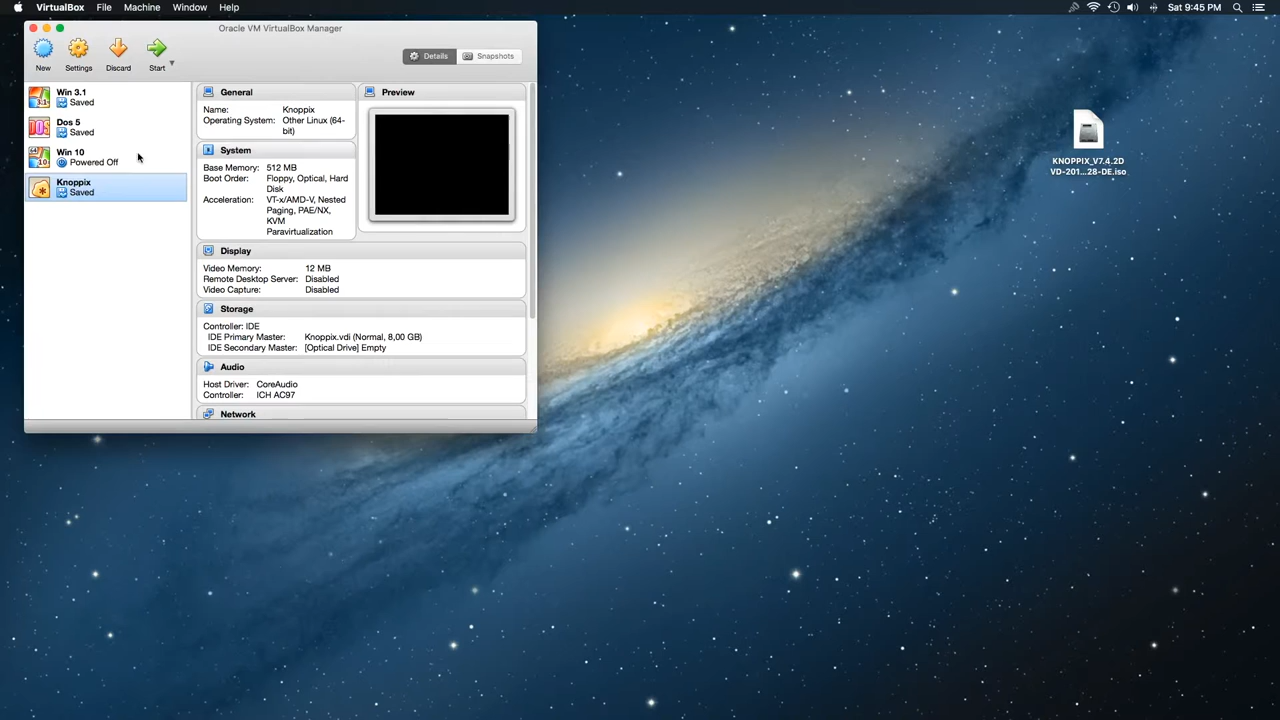 VirtualBox File Machine Window Help
Sat 9:45 PM
Oracle VM VirtualBox Manager
New Settings Discard Start
Details Snapshots
Win 3.1
Saved
Dos 5
Saved
Win 10
Powered Off
Knoppix
Saved
General
Name: Knoppix
Operating System: Other Linux (64-
bit)
System
Base Memory: 512 MB
Boot Order: Floppy, Optical, Hard
Disk
Acceleration: VT-x/AMD-V, Nested
Paging, PAE/NX,
KVM
Paravirtualization
Preview
Display
Video Memory: 12 MB
Remote Desktop Server: Disabled
Video Capture: Disabled
Storage
Controller: IDE
IDE Primary Master: Knoppix.vdi (Normal, 8,00 GB)
IDE Secondary Master: [Optical Drive] Empty
Audio
Host Driver: CoreAudio
Controller: ICH AC97
Network
KNOPPIX_V7.4.2D
VD-201...28-DE.iso